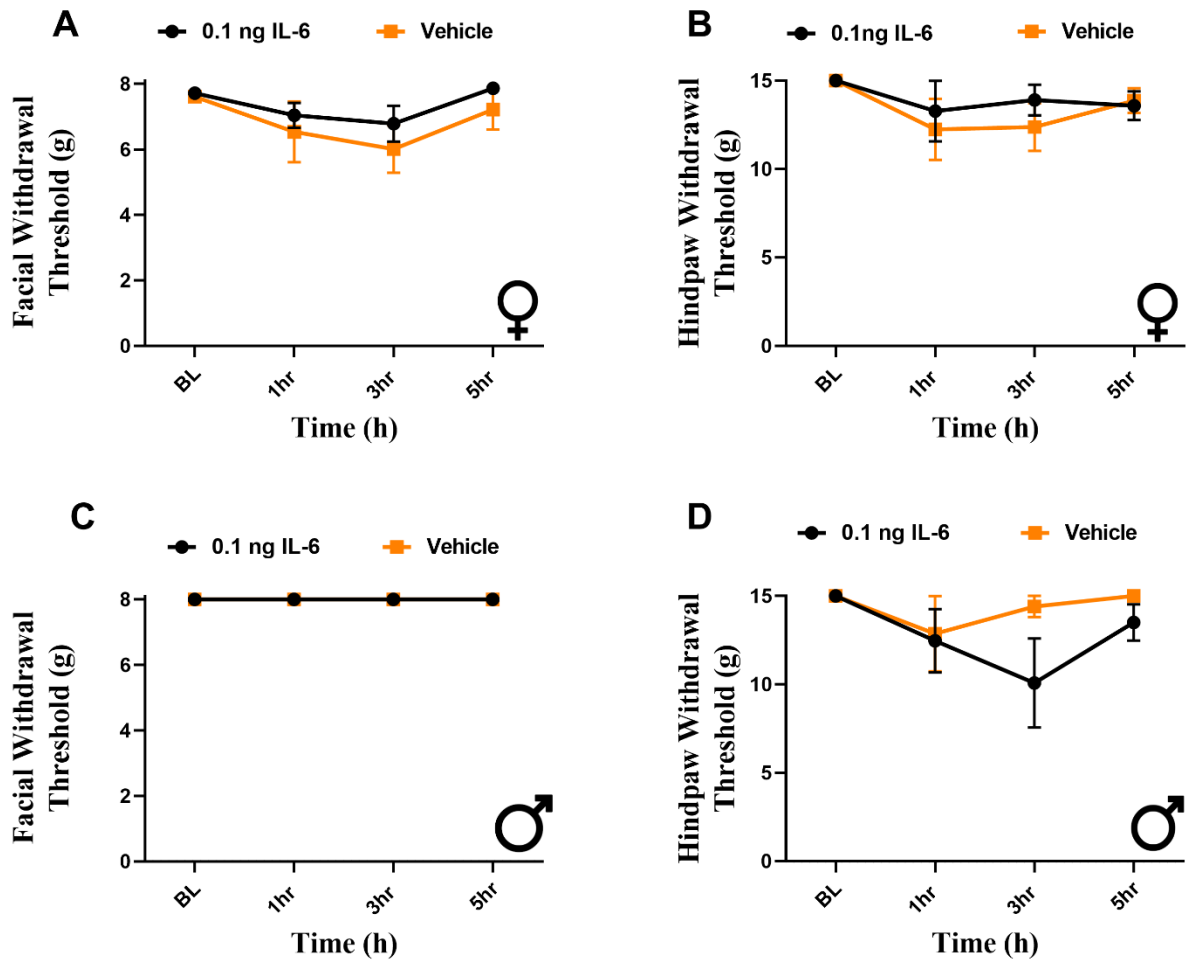 A
0.1 ng IL-6
Vehicle
Facial Withdrawal
Threshold (g)
8
6
4
2
0
BL
1hr
3hr
5hr
Time (h)
B
0.1ng IL-6
Vehicle
Hindpaw Withdrawal
Threshold (g)
15
10
5
0
BL
1hr
3hr
5hr
Time (h)
C
0.1 ng IL-6
Vehicle
Facial Withdrawal
Threshold (g)
8
6
4
2
0
BL
1hr
3hr
5hr
Time (h)
D
0.1 ng IL-6
Vehicle
Hindpaw Withdrawal
Threshold (g)
15
10
5
0
BL
1hr
3hr
5hr
Time (h)